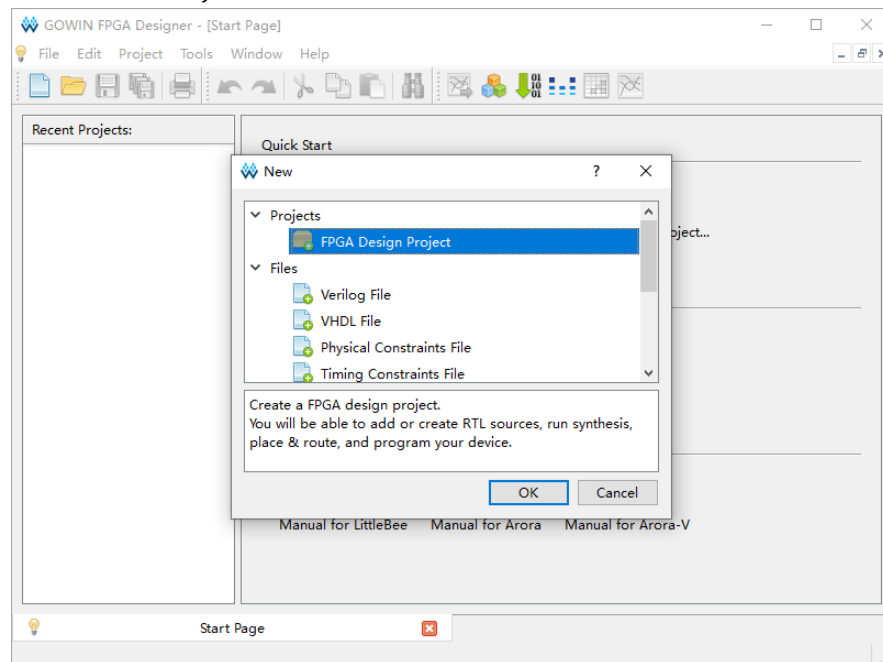 GOWIN FPGA Designer - [Start Page]
File Edit Project Tools Window Help
Recent Projects:
Quick Start
New
Projects
FPGA Design Project
oject...
Files
Verilog File
VHDL File
Physical Constraints File
Timing Constraints File
Create a FPGA design project.
You will be able to add or create RTL sources, run synthesis,
place & route, and program your device.
OK Cancel
Manual for LittleBee Manual for Arora Manual for Arora-V
Start Page